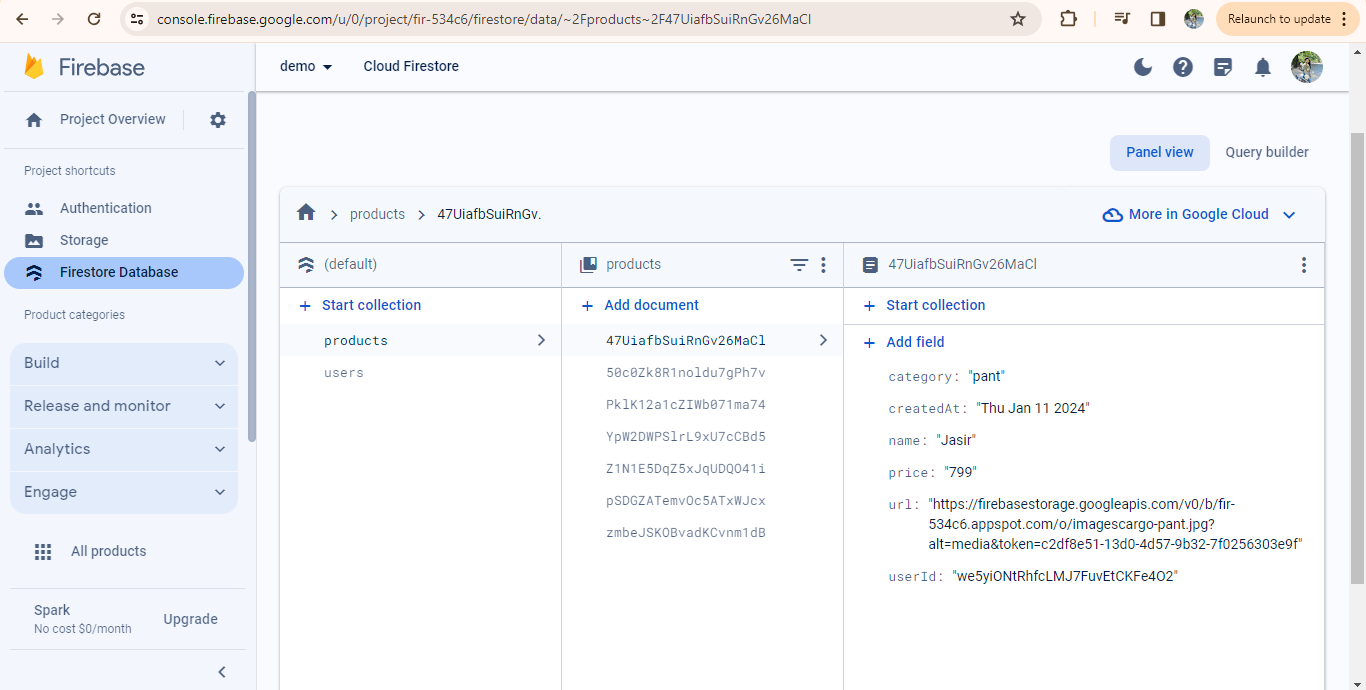 console.firebase.google.com/u/0/project/fir-534c6/firestore/data/~2Fproducts~2F47UiafbSuiRnGv26MaCl
Relaunch to update
Firebase
demo
Cloud Firestore
Project Overview
Project shortcuts
Authentication
Storage
Firestore Database
Product categories
Build
Release and monitor
Analytics
Engage
All products
Spark
No cost $0/month
Upgrade
Panel view
Query builder
products
47UiafbSuiRnGv.
More in Google Cloud
(default)
Start collection
products
users
products
Add document
47UiafbSuiRnGv26MaCl
50c0Zk8R1noldu7gPh7v
PklK12a1cZIWb071ma74
YpW2DWPSlrL9xU7cCBd5
Z1N1E5DqZ5xJqUDQO41i
pSDGZATemvOc5ATxWJcx
zmbeJSKOBvadKCvnm1dB
47UiafbSuiRnGv26MaCl
Start collection
Add field
category: "pant"
createdAt: "Thu Jan 11 2024"
name: "Jasir"
price: "799"
url: "https://firebasestorage.googleapis.com/v0/b/fir-
534c6.appspot.com/o/imagescargo-pant.jpg?
alt=media&token=c2df8e51-13d0-4d57-9b32-7f0256303e9f"
userId: "we5yiONtRhfcLMJ7FuvEtCKFe4O2"